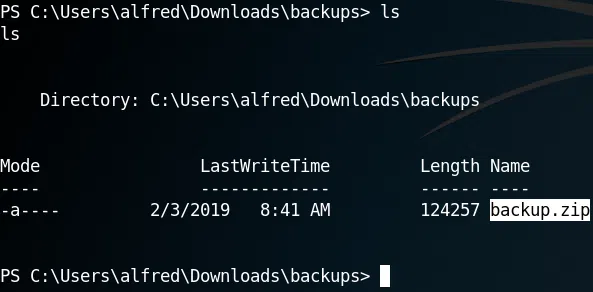 PS C:\Users\alfred\Downloads\backups> ls
ls
Directory: C:\Users\alfred\Downloads\backups
Mode                LastWriteTime         Length Name
----                -------------         ------ ----
-a----         2/3/2019   8:41 AM         124257 backup.zip
PS C:\Users\alfred\Downloads\backups>